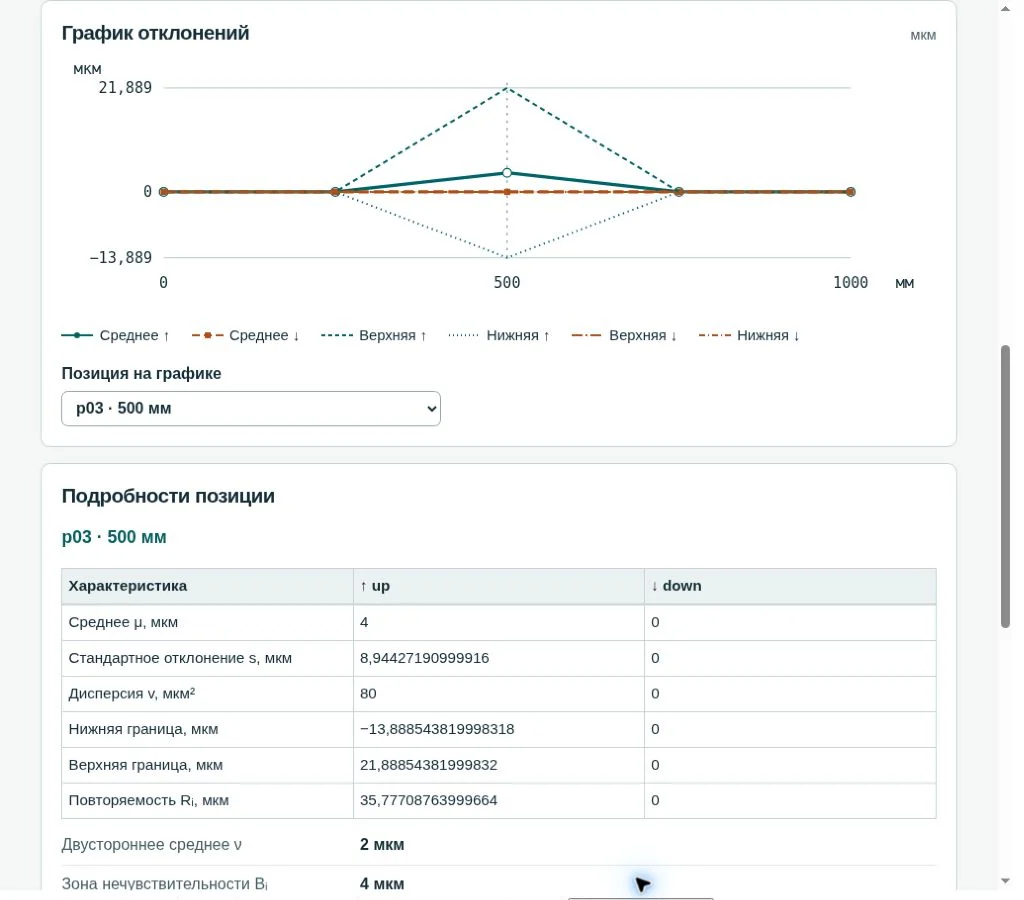 График отклонений
мкм
мкм
21,889
0
−13,889
0 500 1000 мм
Среднее ↑ Среднее ↓ Верхняя ↑ Нижняя ↑ Верхняя ↓ Нижняя ↓
Позиция на графике
p03 · 500 мм
Подробности позиции
p03 · 500 мм
Характеристика ↑ up ↓ down
Среднее μ, мкм 4 0
Стандартное отклонение s, мкм 8,94427190999916 0
Дисперсия v, мкм² 80 0
Нижняя граница, мкм −13,888543819998318 0
Верхняя граница, мкм 21,88854381999832 0
Повторяемость Rᵢ, мкм 35,77708763999664 0
Двустороннее среднее ν 2 мкм
Зона нечувствительности Bᵢ 4 мкм